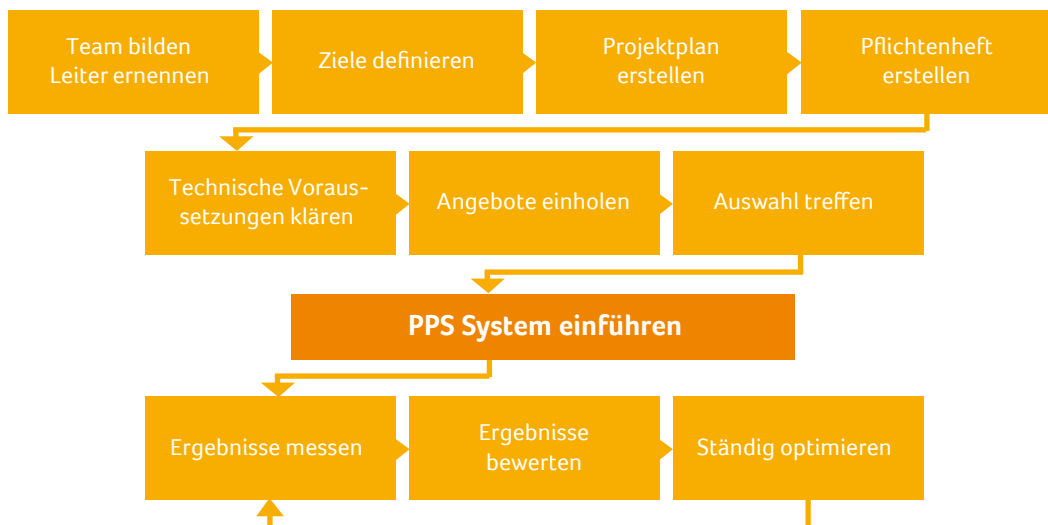 Team bilden
Leiter ernennen
Ziele definieren
Projektplan
erstellen
Pflichtenheft
erstellen
Technische Voraus-
setzungen klären
Angebote einholen
Auswahl treffen
PPS System einführen
Ergebnisse messen
Ergebnisse
bewerten
Ständig optimieren